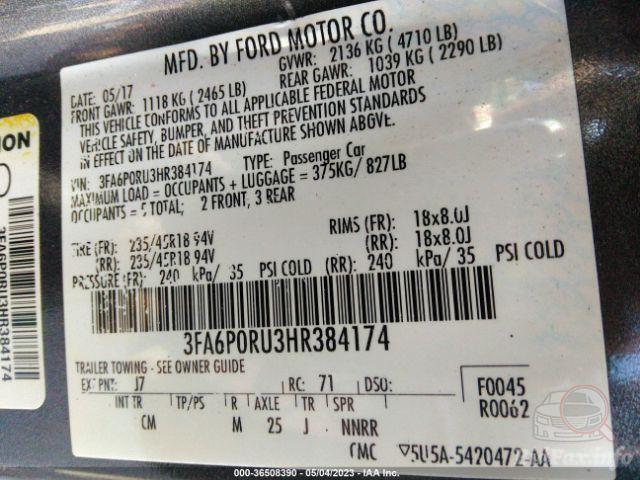 MFD. BY FORD MOTOR CO.
DATE: 05/17 GVWR: 2136 KG ( 4710 LB)
FRONT GAWR: 1118 KG ( 2465 LB) REAR GAWR: 1039 KG ( 2290 LB)
THIS VEHICLE CONFORMS TO ALL APPLICABLE FEDERAL MOTOR
VEHICLE SAFETY, BUMPER, AND THEFT PREVENTION STANDARDS
IN EFFECT ON THE DATE OF MANUFACTURE SHOWN ABOVE.
VIN: 3FA6P0RU3HR384174 TYPE: Passenger Car
MAXIMUM LOAD = OCCUPANTS + LUGGAGE = 375KG/ 827LB
OCCUPANTS = 5 TOTAL; 2 FRONT, 3 REAR
TIRE (FR): 235/45R18 94V RIMS (FR): 18x8.0J
(RR): 235/45R18 94V (RR): 18x8.0J
PRESSURE (FR): 240 kPa/ 35 PSI COLD (RR): 240 kPa/ 35 PSI COLD
3FA6P0RU3HR384174
TRAILER TOWING - SEE OWNER GUIDE
EXT PNT: J7 RC: 71 DSO: F0045
INT TR TP/PS R AXLE TR SPR R0062
CM M 25 J NNRR
CMC ▽5U5A-5420472-AA
3FA6P0RU3HR384174
© 000-36508390 - 05/04/2023 - IAA Inc.